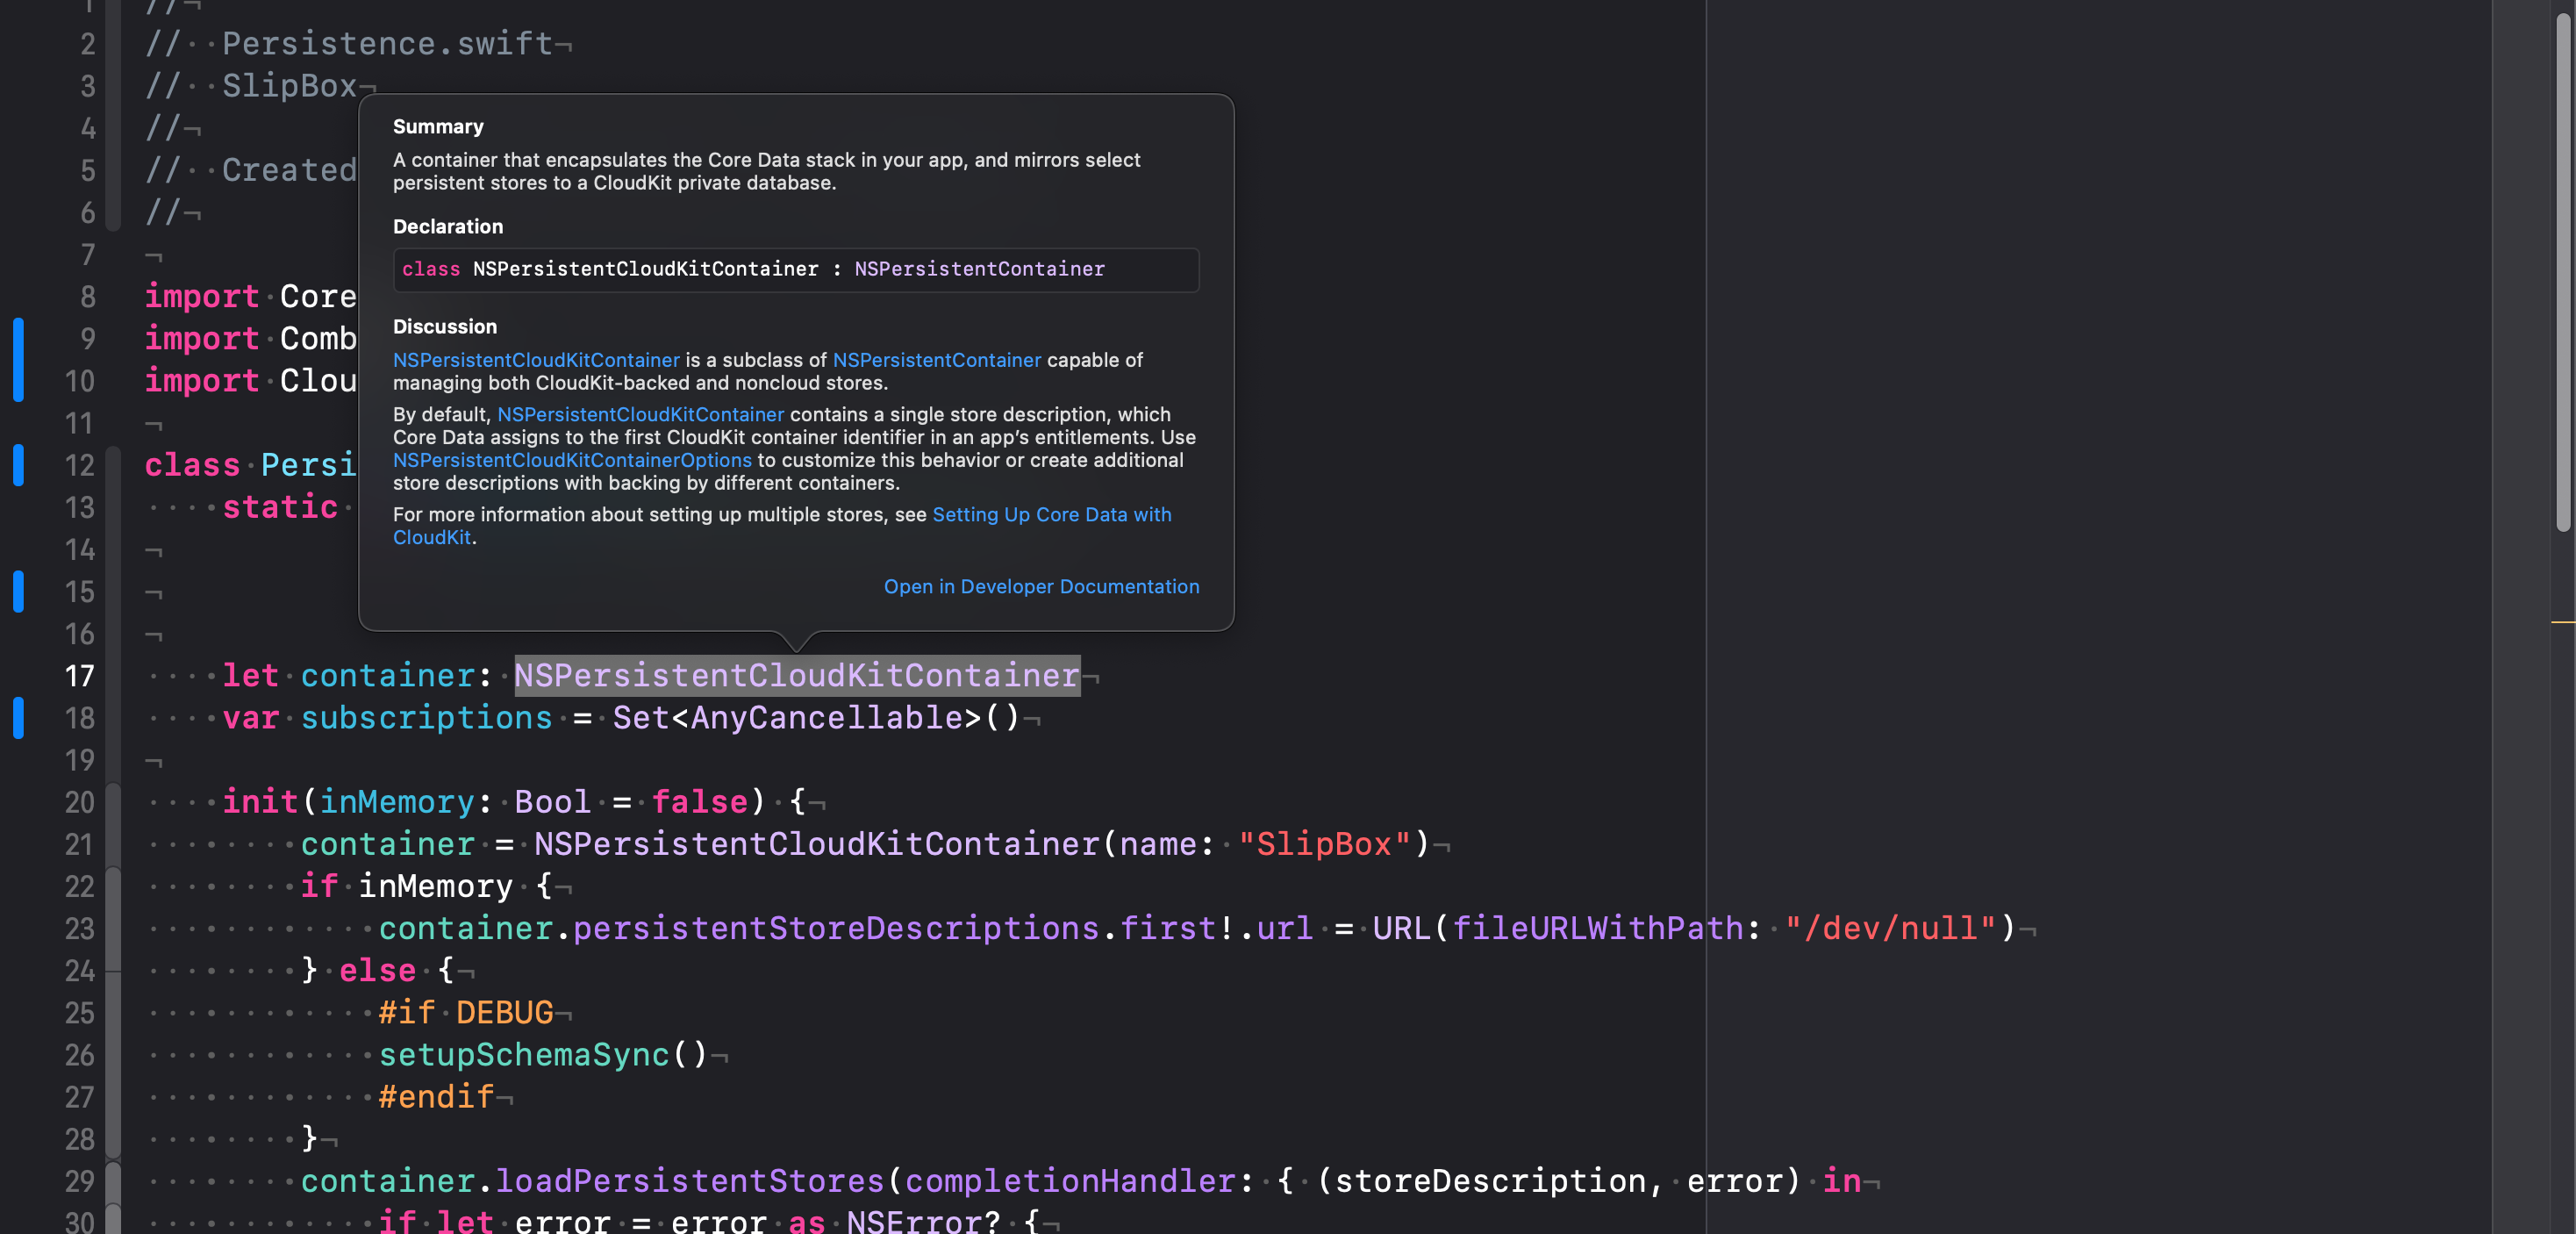 1 //
2 // Persistence.swift
3 // SlipBox
4 //
5 // Created
6 //
7
8 import Core
9 import Comb
10 import Clou
11
12 class Persi
13 static
14
15
16
Summary
A container that encapsulates the Core Data stack in your app, and mirrors select
persistent stores to a CloudKit private database.
Declaration
class NSPersistentCloudKitContainer : NSPersistentContainer
Discussion
NSPersistentCloudKitContainer is a subclass of NSPersistentContainer capable of
managing both CloudKit-backed and noncloud stores.
By default, NSPersistentCloudKitContainer contains a single store description, which
Core Data assigns to the first CloudKit container identifier in an app’s entitlements. Use
NSPersistentCloudKitContainerOptions to customize this behavior or create additional
store descriptions with backing by different containers.
For more information about setting up multiple stores, see Setting Up Core Data with
CloudKit.
Open in Developer Documentation
17 let container: NSPersistentCloudKitContainer
18 var subscriptions = Set<AnyCancellable>()
19
20 init(inMemory: Bool = false) {
21 container = NSPersistentCloudKitContainer(name: "SlipBox")
22 if inMemory {
23 container.persistentStoreDescriptions.first!.url = URL(fileURLWithPath: "/dev/null")
24 } else {
25 #if DEBUG
26 setupSchemaSync()
27 #endif
28 }
29 container.loadPersistentStores(completionHandler: { (storeDescription, error) in
30 if let error = error as NSError? {